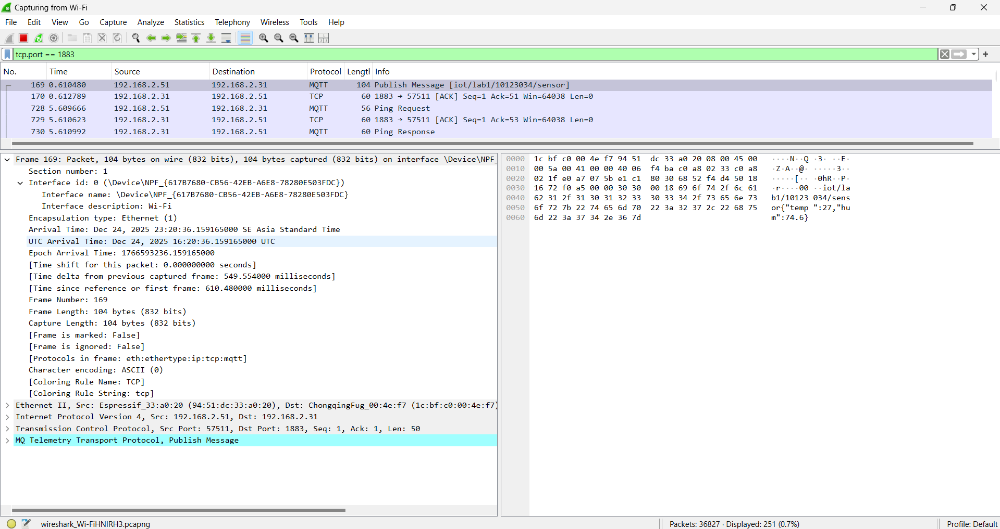 Capturing from Wi-Fi
File Edit View Go Capture Analyze Statistics Telephony Wireless Tools Help
tcp.port == 1883
No. Time Source Destination Protocol Length Info
169 0.610480 192.168.2.51 192.168.2.31 MQTT 104 Publish Message [iot/lab1/10123034/sensor]
170 0.612789 192.168.2.31 192.168.2.51 TCP 60 1883 → 57511 [ACK] Seq=1 Ack=51 Win=64038 Len=0
728 5.609666 192.168.2.51 192.168.2.31 MQTT 56 Ping Request
729 5.610623 192.168.2.31 192.168.2.51 TCP 60 1883 → 57511 [ACK] Seq=1 Ack=53 Win=64038 Len=0
730 5.610992 192.168.2.31 192.168.2.51 MQTT 60 Ping Response
Frame 169: Packet, 104 bytes on wire (832 bits), 104 bytes captured (832 bits) on interface \Device\NPF_
Section number: 1
Interface id: 0 (\Device\NPF_{617B7680-CB56-42EB-A6E8-78280E503FDC})
Interface name: \Device\NPF_{617B7680-CB56-42EB-A6E8-78280E503FDC}
Interface description: Wi-Fi
Encapsulation type: Ethernet (1)
Arrival Time: Dec 24, 2025 23:20:36.159165000 SE Asia Standard Time
UTC Arrival Time: Dec 24, 2025 16:20:36.159165000 UTC
Epoch Arrival Time: 1766593236.159165000
[Time shift for this packet: 0.000000000 seconds]
[Time delta from previous captured frame: 549.554000 milliseconds]
[Time since reference or first frame: 610.480000 milliseconds]
Frame Number: 169
Frame Length: 104 bytes (832 bits)
Capture Length: 104 bytes (832 bits)
[Frame is marked: False]
[Frame is ignored: False]
[Protocols in frame: eth:ethertype:ip:tcp:mqtt]
Character encoding: ASCII (0)
[Coloring Rule Name: TCP]
[Coloring Rule String: tcp]
Ethernet II, Src: Espressif_33:a0:20 (94:51:dc:33:a0:20), Dst: ChongqingFug_00:4e:f7 (1c:bf:c0:00:4e:f7)
Internet Protocol Version 4, Src: 192.168.2.51, Dst: 192.168.2.31
Transmission Control Protocol, Src Port: 57511, Dst Port: 1883, Seq: 1, Ack: 1, Len: 50
MQ Telemetry Transport Protocol, Publish Message
0000 1c bf c0 00 4e f7 94 51 dc 33 a0 20 08 00 45 00 ····N··Q ·3· ··E·
0010 00 5a 00 41 00 00 40 06 f4 ba c0 a8 02 33 c0 a8 ·Z·A··@· ·····3··
0020 02 1f e0 a7 07 5b e1 c1 80 30 68 52 f4 d4 50 18 ·····[·· ·0hR··P·
0030 16 72 f0 a5 00 00 30 30 00 18 69 6f 74 2f 6c 61 ·r····00 ··iot/la
0040 62 31 2f 31 30 31 32 33 30 33 34 2f 73 65 6e 73 b1/10123 034/sens
0050 6f 72 7b 22 74 65 6d 70 22 3a 32 37 2c 22 68 75 or{"temp ":27,"hu
0060 6d 22 3a 37 34 2e 36 7d m":74.6}
wireshark_Wi-FiHNIRH3.pcapng
Packets: 36827 · Displayed: 251 (0.7%)
Profile: Default